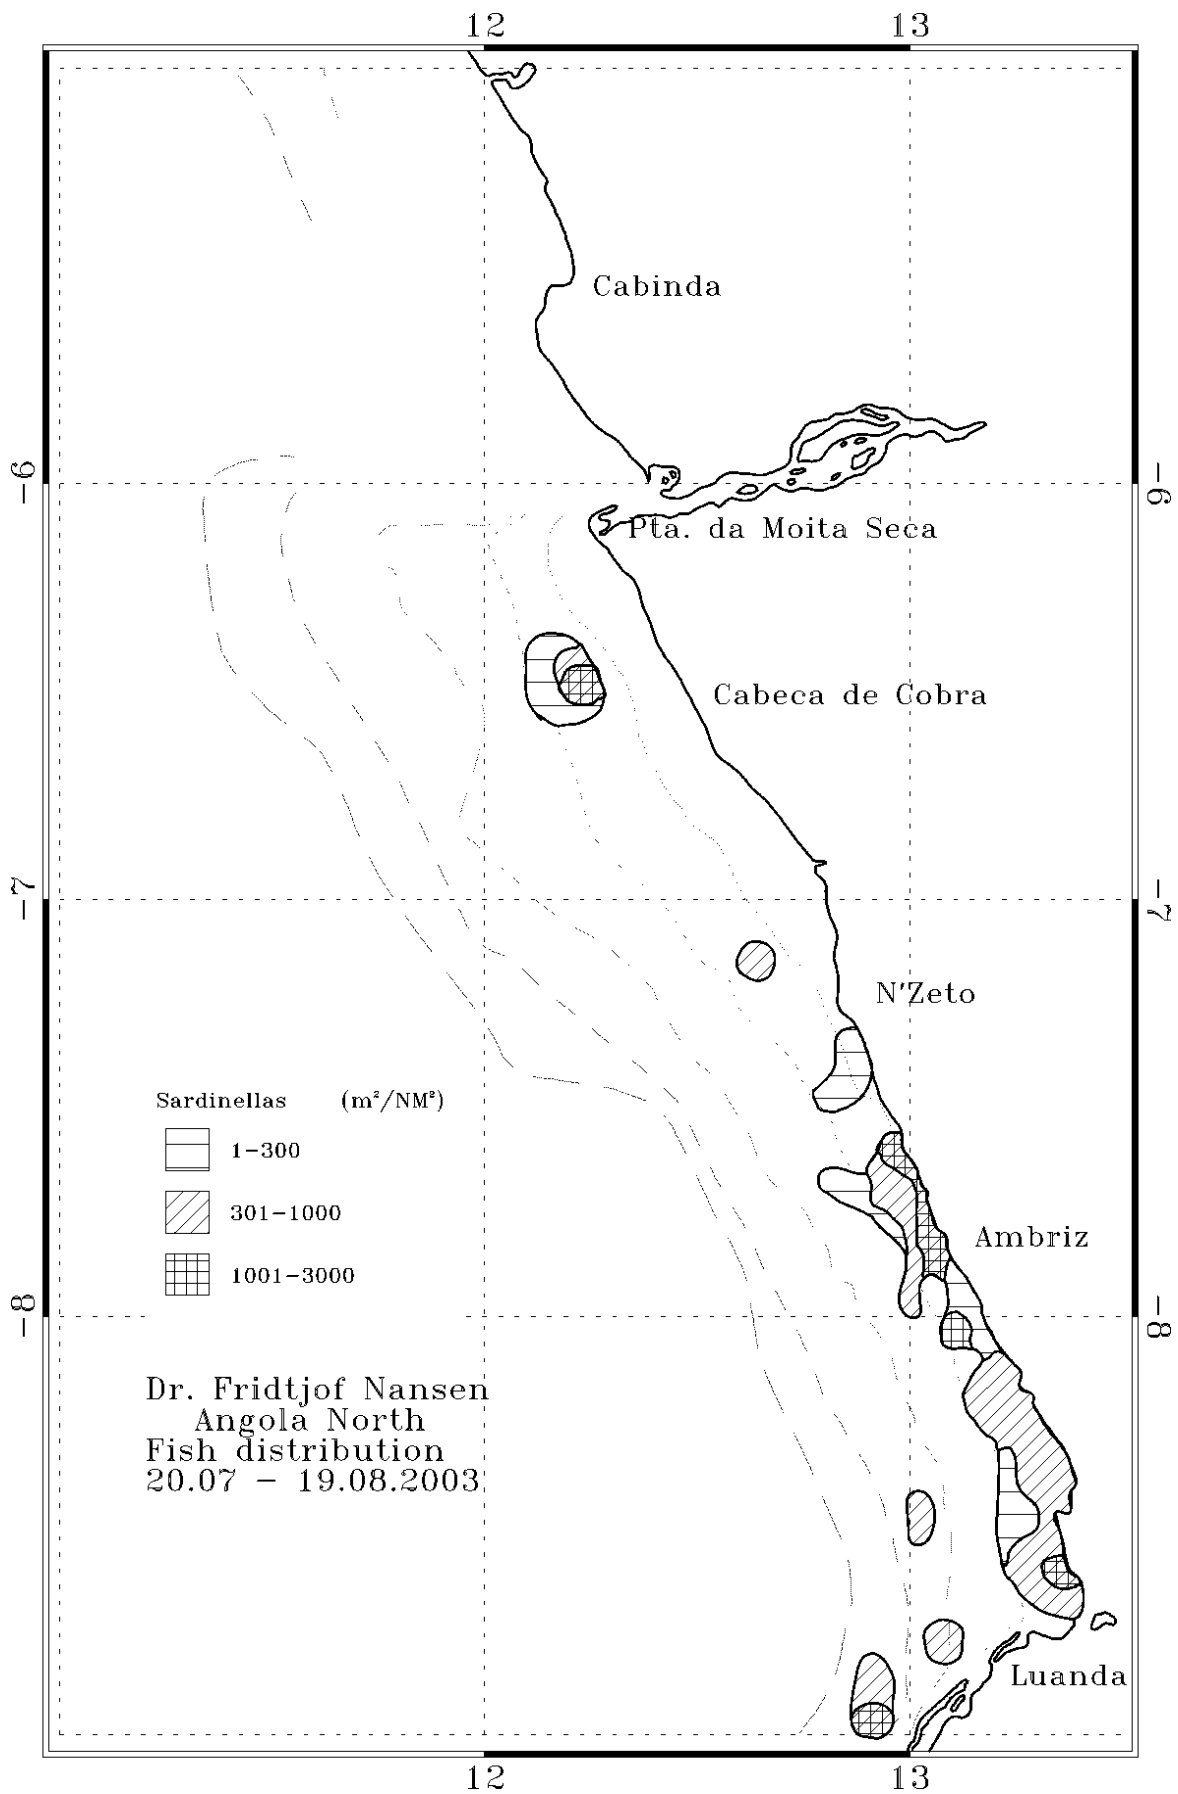 12 13
Cabinda
-6 -6
Pta. da Moita Seca
Cabeca de Cobra
-7 -7
N'Zeto
Sardinellas (m²/NM²)
1-300
301-1000
1001-3000
Ambriz
-8 -8
Dr. Fridtjof Nansen
Angola North
Fish distribution
20.07 - 19.08.2003
Luanda
12 13